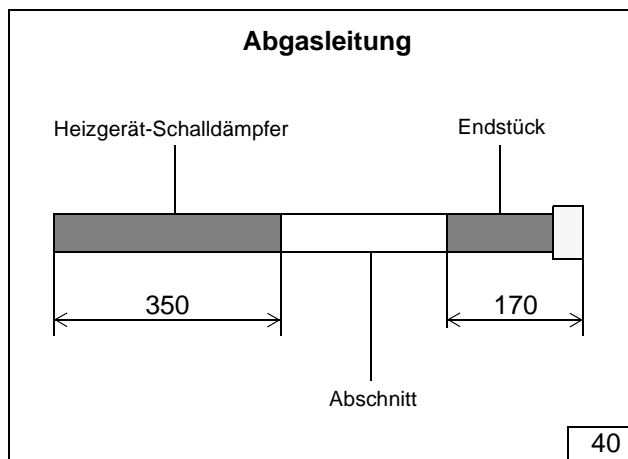 Abgasleitung
Heizgerät-Schalldämpfer
Endstück
350
170
Abschnitt
40